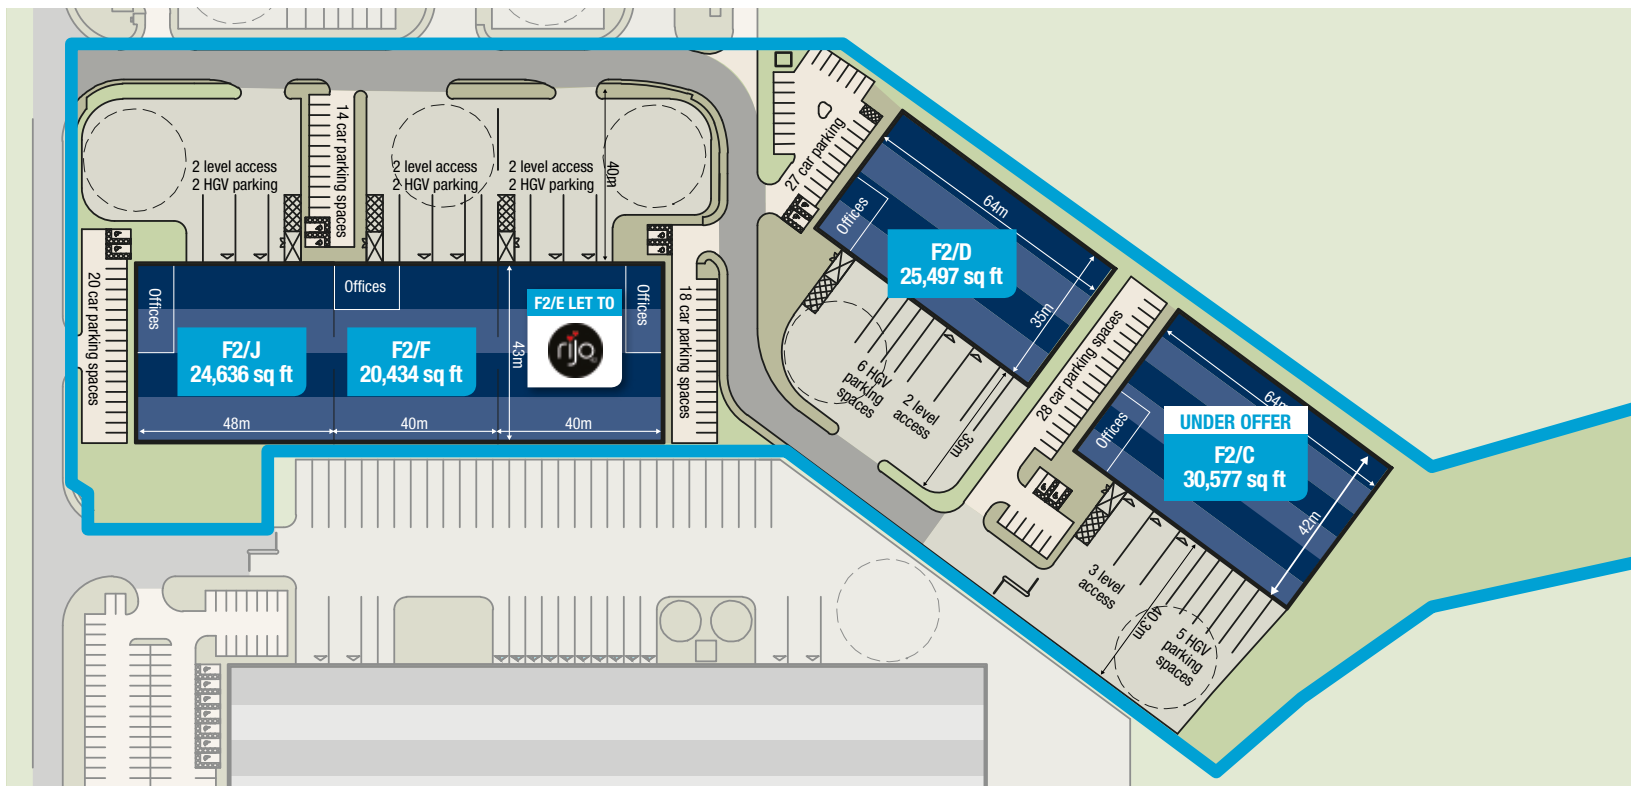 14 car parking spaces
2 level access
2 HGV parking
2 level access
2 HGV parking
2 level access
2 HGV parking
40m
20 car parking spaces
Offices
F2/J
24,636 sq ft
48m
Offices
F2/F
20,434 sq ft
40m
43m
F2/E LET TO
rijo
Offices
40m
18 car parking spaces
27 car parking
Offices
64m
F2/D
25,497 sq ft
35m
6 HGV
parking
spaces
2 level
access
35m
28 car parking spaces
Offices
64m
UNDER OFFER
F2/C
30,577 sq ft
42m
3 level
access
40.3m
5 HGV
parking
spaces